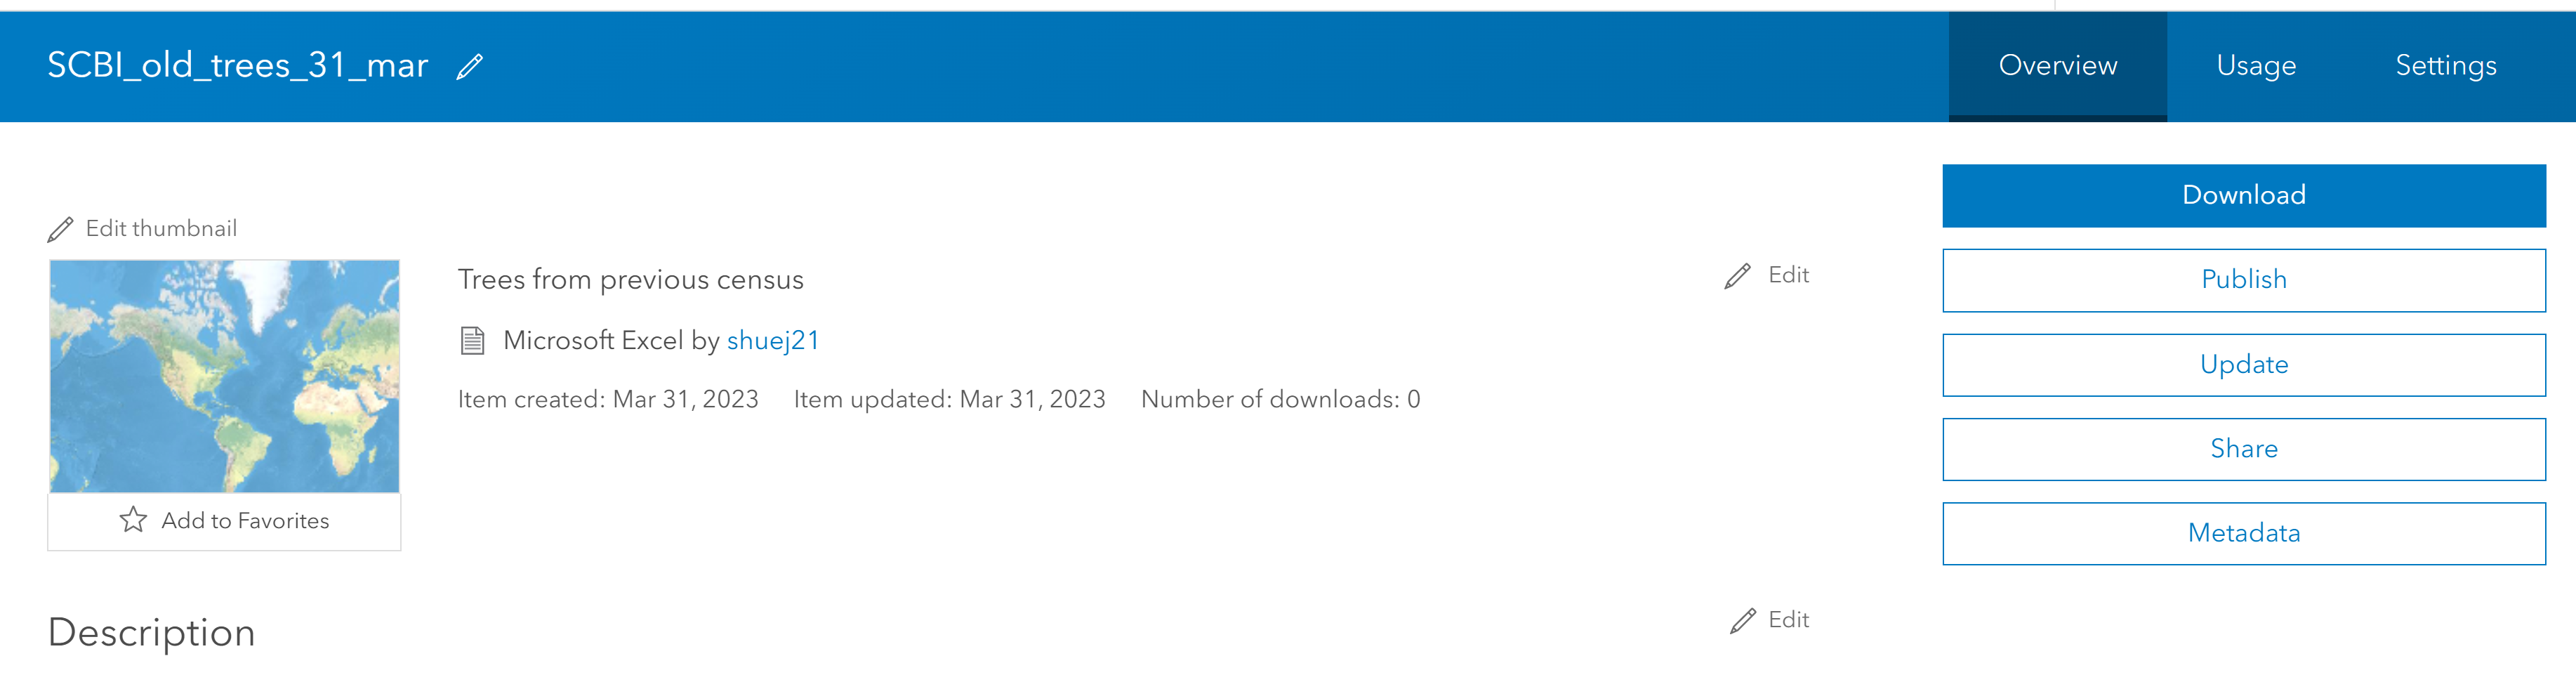 SCBI_old_trees_31_mar
Overview
Usage
Settings
Download
Publish
Update
Share
Metadata
Edit thumbnail
Add to Favorites
Trees from previous census
Edit
Microsoft Excel by shuej21
Item created: Mar 31, 2023
Item updated: Mar 31, 2023
Number of downloads: 0
Description
Edit